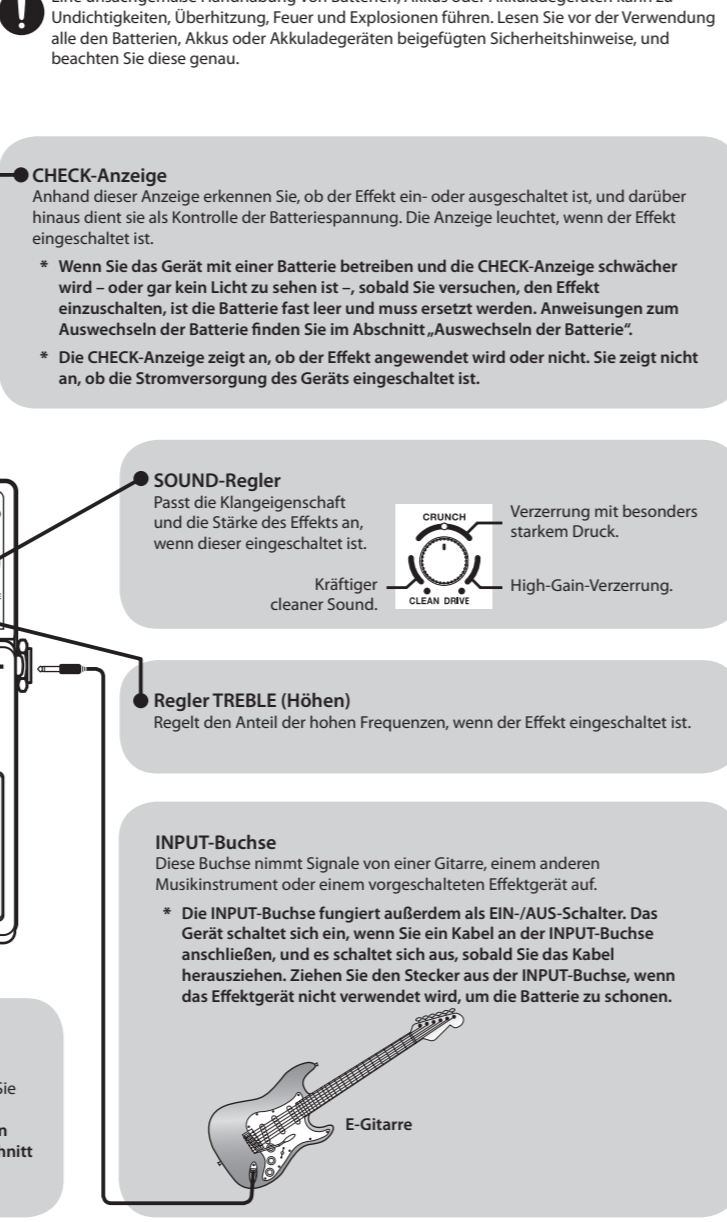 Undichtigkeiten, Überhitzung, Feuer und Explosionen führen. Lesen Sie vor der Verwendung
alle den Batterien, Akkus oder Akkuladegeräten beigefügten Sicherheitshinweise, und
beachten Sie diese genau.
CHECK-Anzeige
Anhand dieser Anzeige erkennen Sie, ob der Effekt ein- oder ausgeschaltet ist, und darüber
hinaus dient sie als Kontrolle der Batteriespannung. Die Anzeige leuchtet, wenn der Effekt
eingeschaltet ist.
* Wenn Sie das Gerät mit einer Batterie betreiben und die CHECK-Anzeige schwächer
wird – oder gar kein Licht zu sehen ist –, sobald Sie versuchen, den Effekt
einzuschalten, ist die Batterie fast leer und muss ersetzt werden. Anweisungen zum
Auswechseln der Batterie finden Sie im Abschnitt „Auswechseln der Batterie“.
* Die CHECK-Anzeige zeigt an, ob der Effekt angewendet wird oder nicht. Sie zeigt nicht
an, ob die Stromversorgung des Geräts eingeschaltet ist.
SOUND-Regler
Passt die Klangeigenschaft
und die Stärke des Effekts an,
wenn dieser eingeschaltet ist.
CRUNCH
Verzerrung mit besonders
starkem Druck.
Kräftiger
cleaner Sound.
CLEAN DRIVE
High-Gain-Verzerrung.
Regler TREBLE (Höhen)
Regelt den Anteil der hohen Frequenzen, wenn der Effekt eingeschaltet ist.
INPUT-Buchse
Diese Buchse nimmt Signale von einer Gitarre, einem anderen
Musikinstrument oder einem vorgeschalteten Effektgerät auf.
* Die INPUT-Buchse fungiert außerdem als EIN-/AUS-Schalter. Das
Gerät schaltet sich ein, wenn Sie ein Kabel an der INPUT-Buchse
anschließen, und es schaltet sich aus, sobald Sie das Kabel
herausziehen. Ziehen Sie den Stecker aus der INPUT-Buchse, wenn
das Effektgerät nicht verwendet wird, um die Batterie zu schonen.
E-Gitarre
Sie
n
hnitt